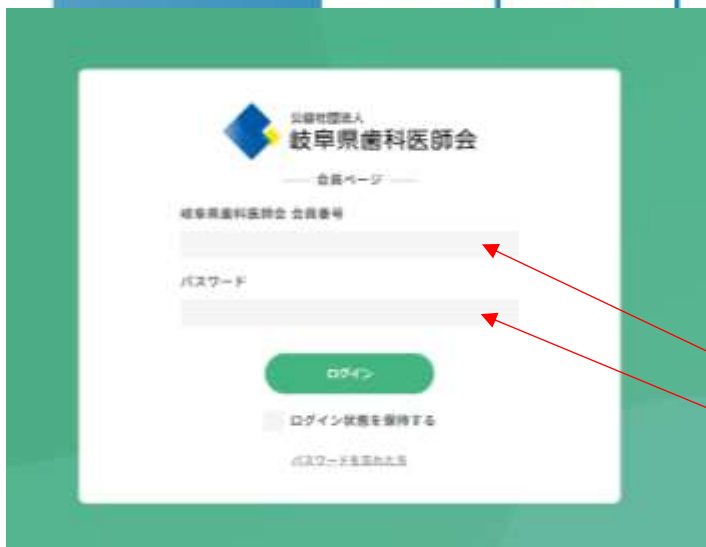 公益社団法人
岐阜県歯科医師会
会員ページ
岐阜県歯科医師会 会員番号
パスワード
ログイン
ログイン状態を保持する
パスワードを忘れた方